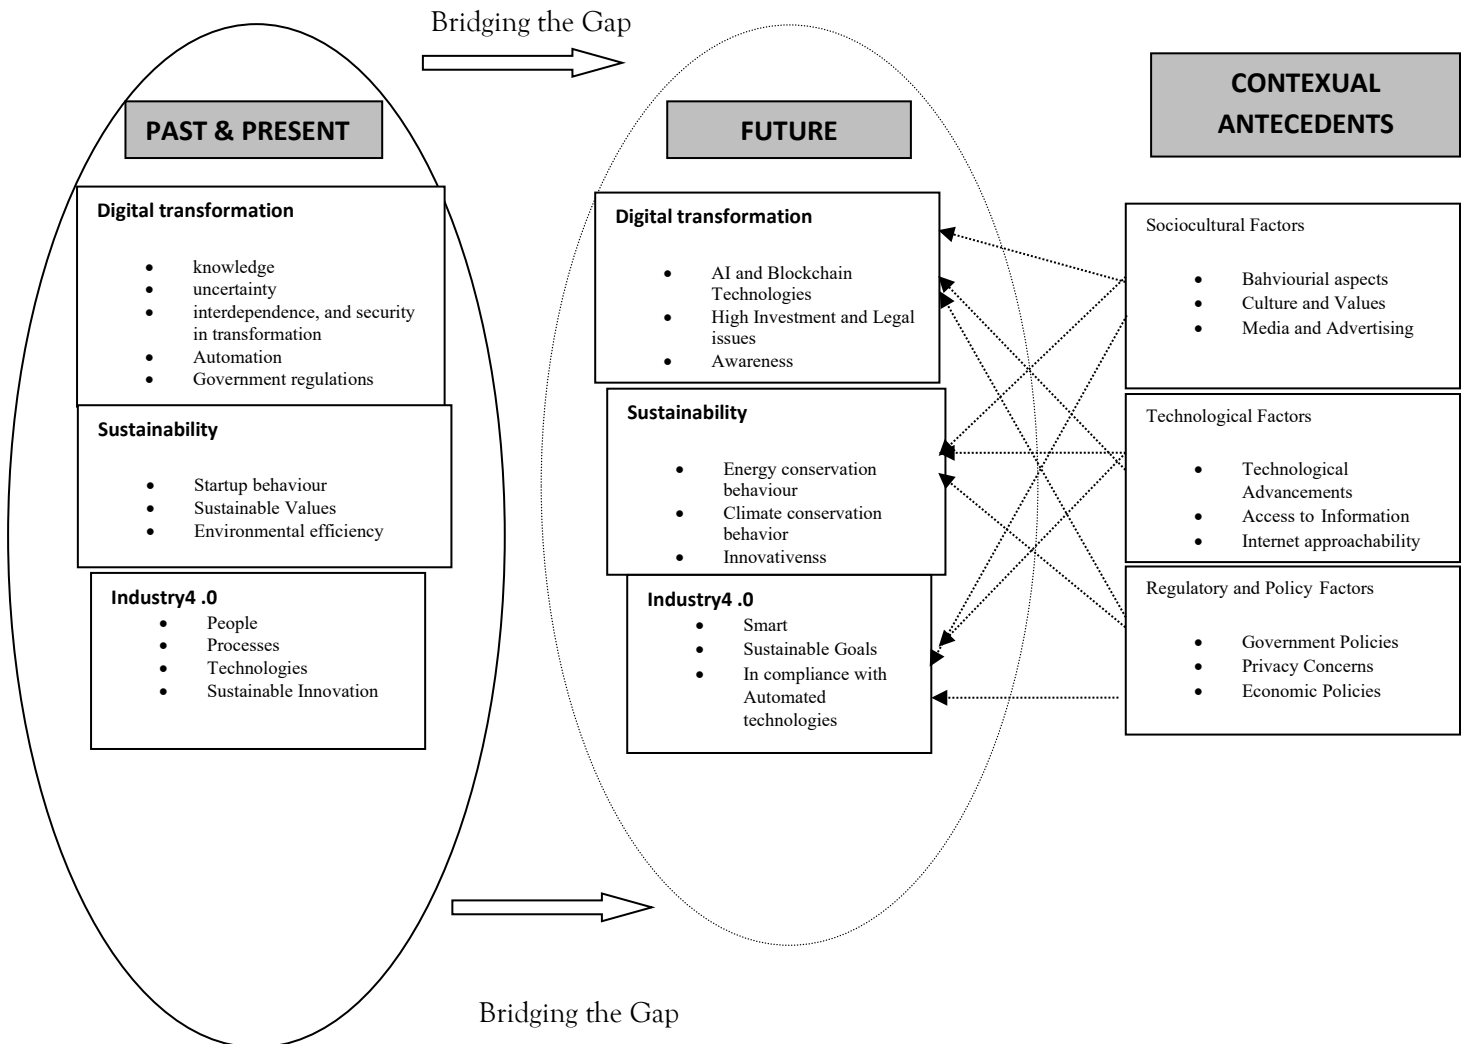 Bridging the Gap
PAST & PRESENT
Digital transformation
• knowledge
• uncertainty
• interdependence, and security
in transformation
• Automation
• Government regulations
Sustainability
• Startup behaviour
• Sustainable Values
• Environmental efficiency
Industry4 .0
• People
• Processes
• Technologies
• Sustainable Innovation
FUTURE
Digital transformation
• AI and Blockchain
Technologies
• High Investment and Legal
issues
• Awareness
Sustainability
• Energy conservation
behaviour
• Climate conservation
behavior
• Innovativenss
Industry4 .0
• Smart
• Sustainable Goals
• In compliance with
Automated
technologies
CONTEXUAL
ANTECEDENTS
Sociocultural Factors
• Bahviourial aspects
• Culture and Values
• Media and Advertising
Technological Factors
• Technological
Advancements
• Access to Information
• Internet approachability
Regulatory and Policy Factors
• Government Policies
• Privacy Concerns
• Economic Policies
Bridging the Gap